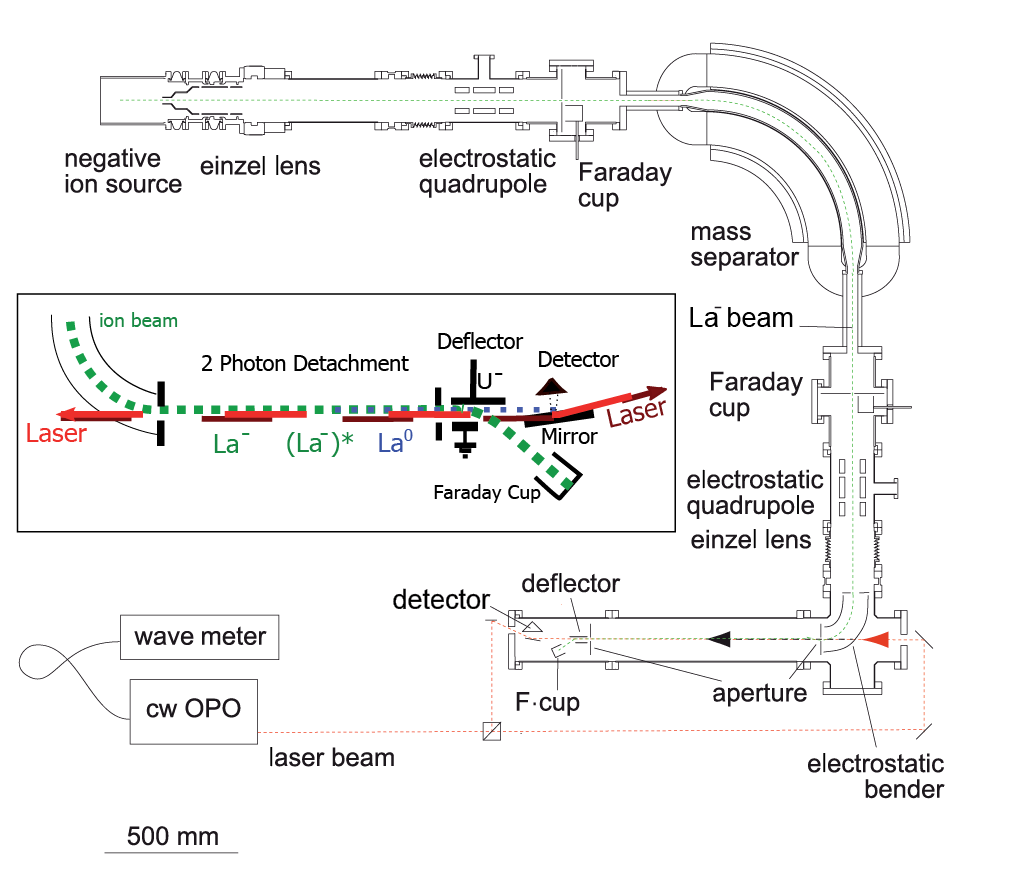 negative
ion source
einzel lens
electrostatic
quadrupole
Faraday
cup
mass
separator
La⁻ beam
Faraday
cup
electrostatic
quadrupole
einzel lens
ion beam
2 Photon Detachment
Deflector
U⁻
Detector
Laser
La⁻
(La⁻)*
La⁰
Mirror
Laser
Faraday Cup
detector
deflector
F·cup
aperture
electrostatic
bender
wave meter
cw OPO
laser beam
500 mm